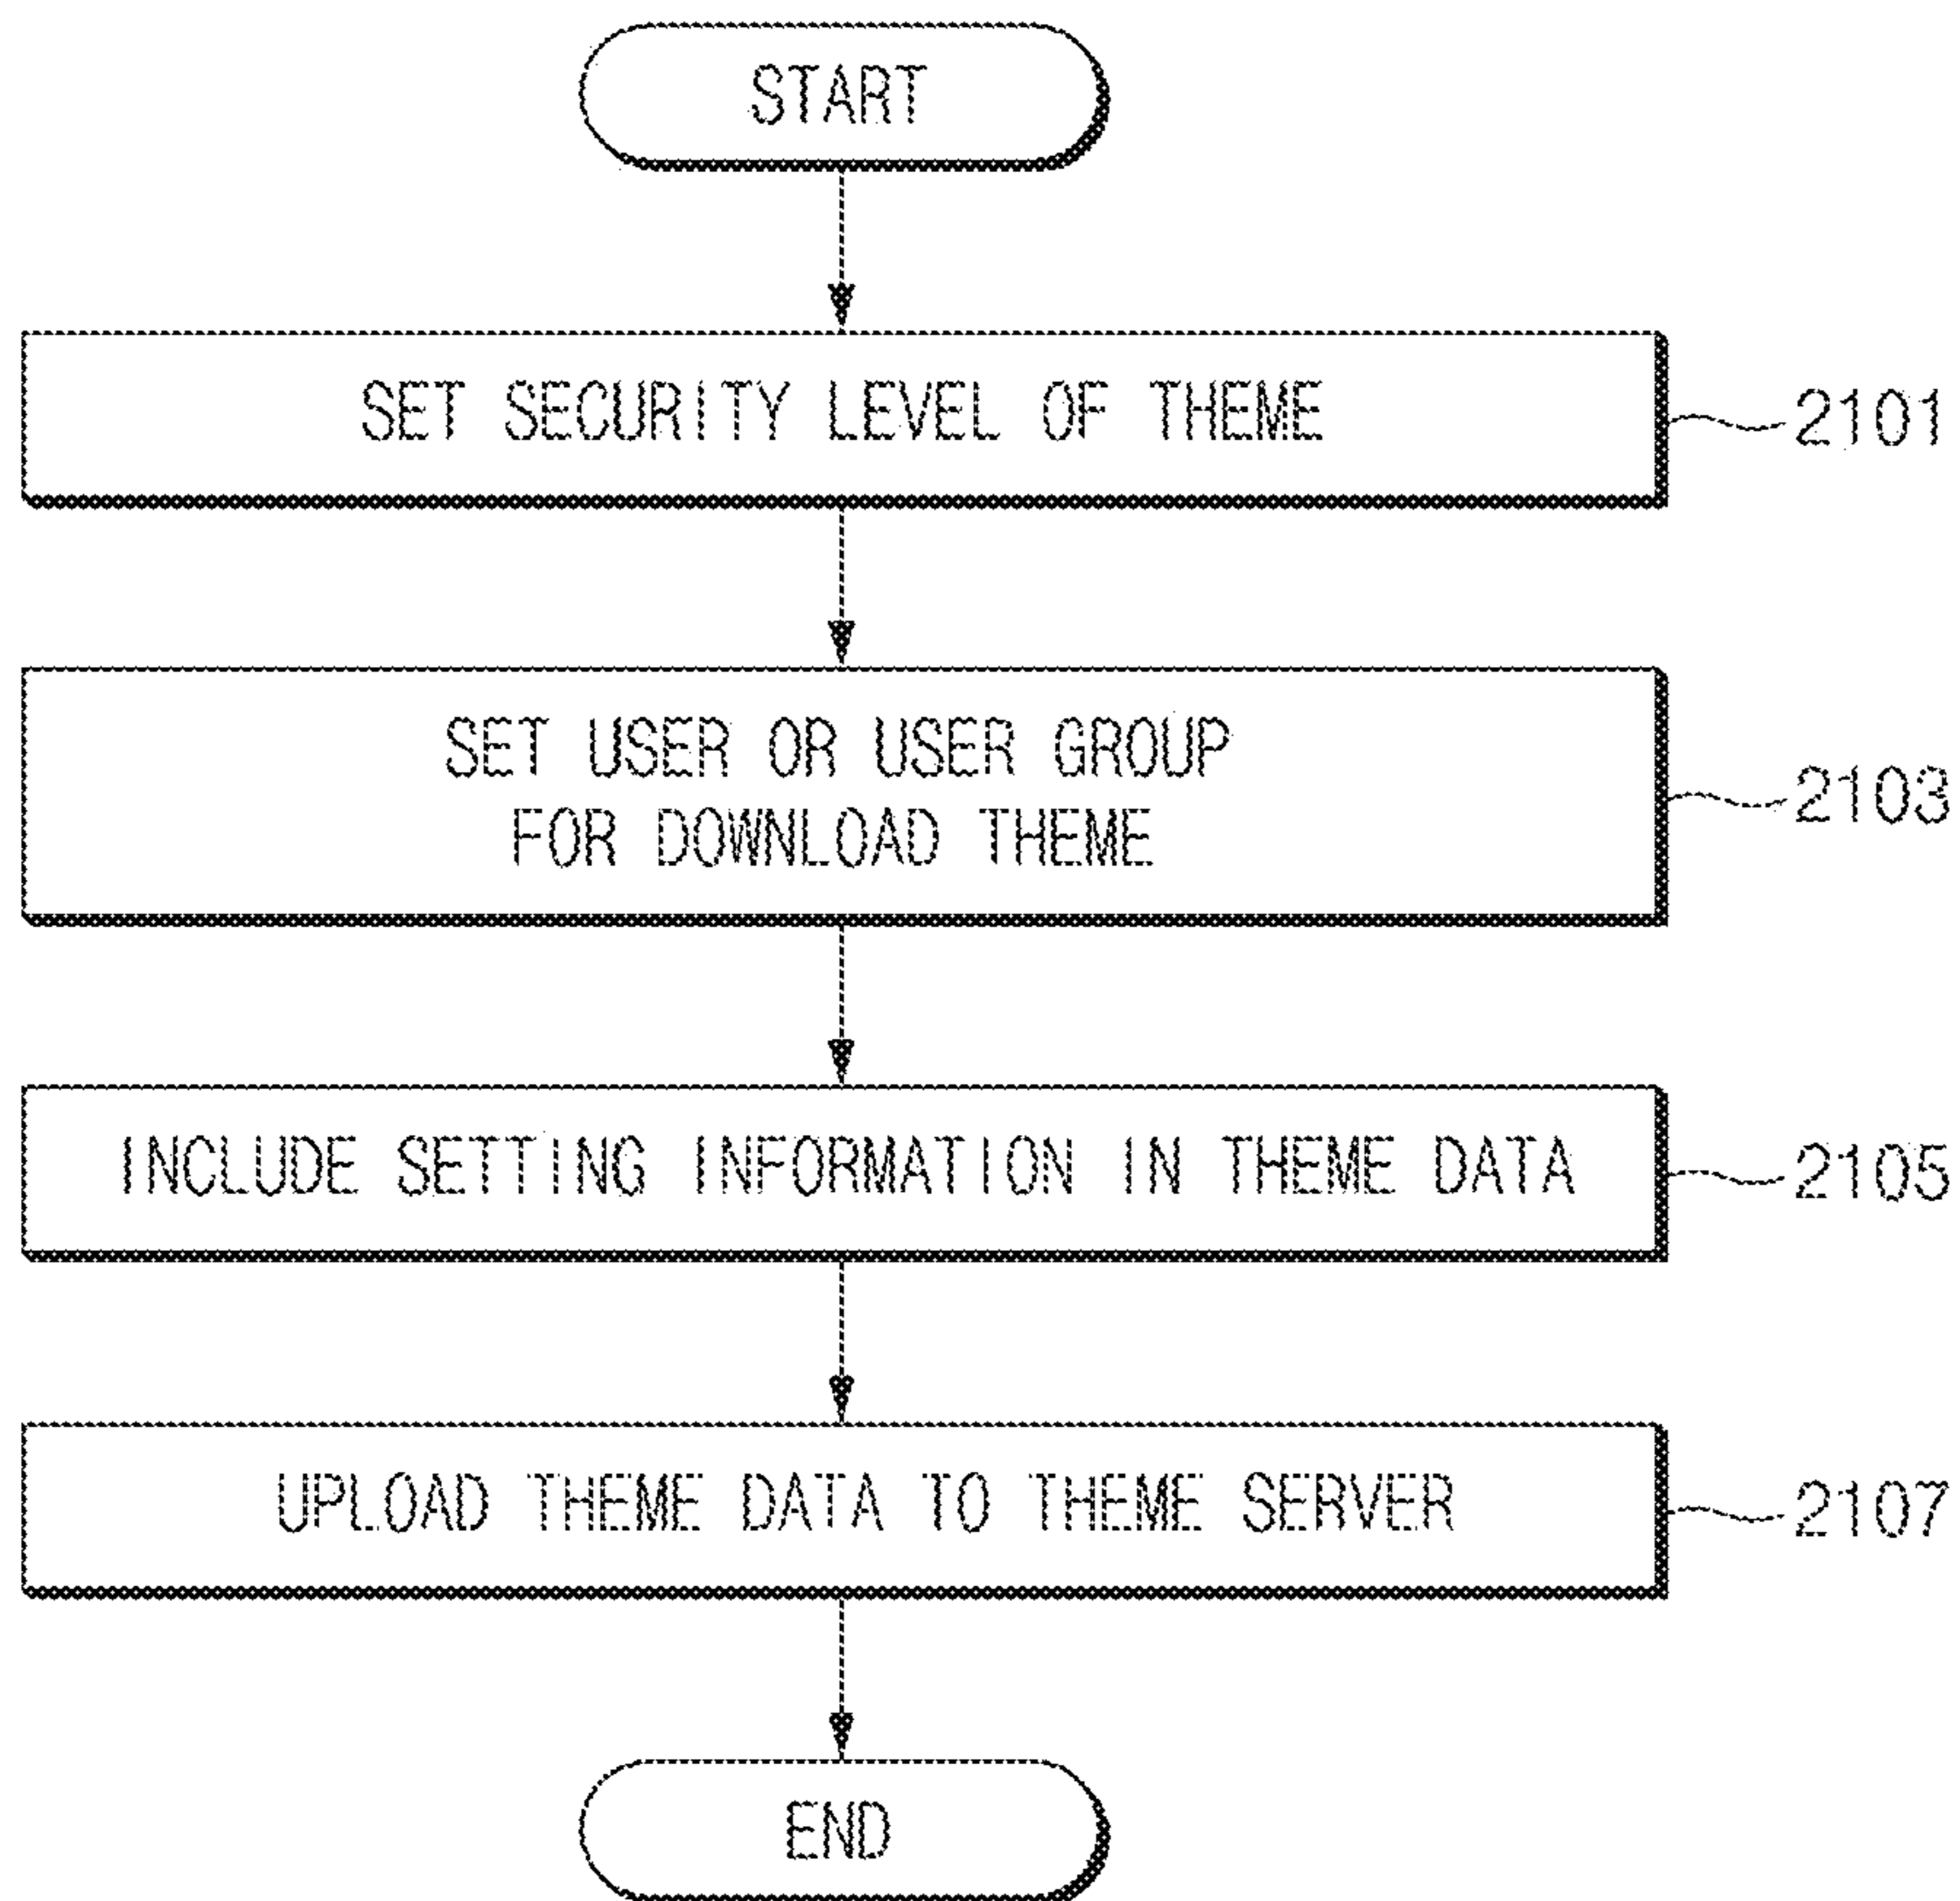 START
SET SECURITY LEVEL OF THEME
2101
SET USER OR USER GROUP
FOR DOWNLOAD THEME
2103
INCLUDE SETTING INFORMATION IN THEME DATA
2105
UPLOAD THEME DATA TO THEME SERVER
2107
END